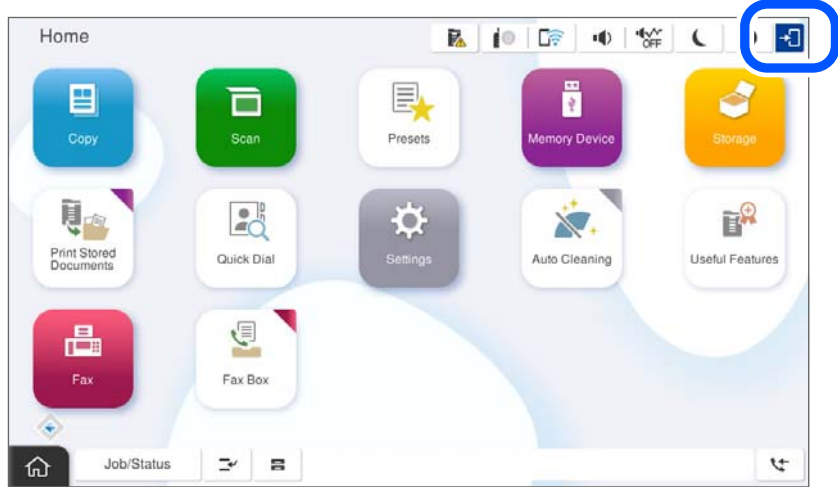 Home
OFF
Copy
Scan
Presets
Memory Device
Storage
Print Stored
Documents
Quick Dial
Settings
Auto Cleaning
Useful Features
Fax
Fax Box
Job/Status